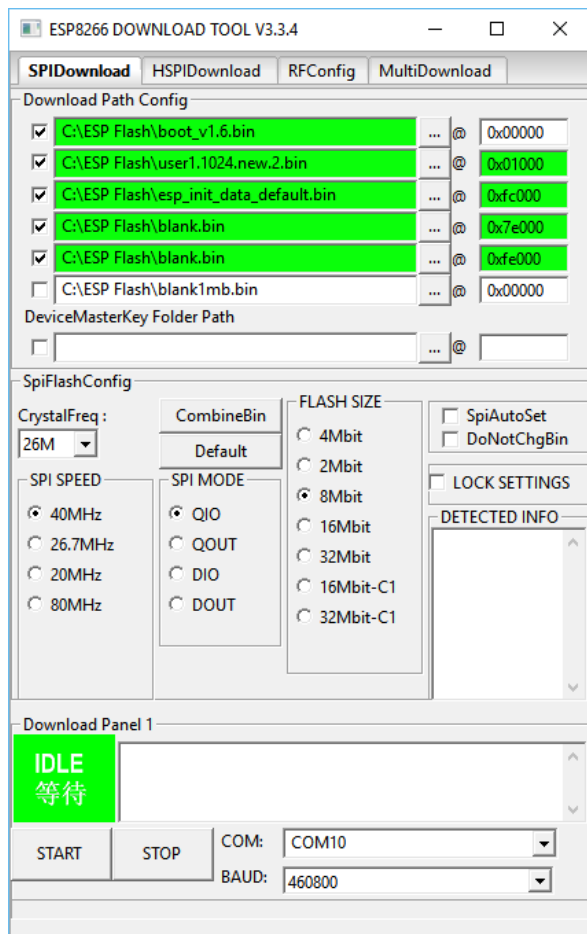 ESP8266 DOWNLOAD TOOL V3.3.4
SPIDownload HSPIDownload RFConfig MultiDownload
Download Path Config
C:\ESP Flash\boot_v1.6.bin ... @ 0x00000
C:\ESP Flash\user1.1024.new.2.bin ... @ 0x01000
C:\ESP Flash\esp_init_data_default.bin ... @ 0xfc000
C:\ESP Flash\blank.bin ... @ 0x7e000
C:\ESP Flash\blank.bin ... @ 0xfe000
C:\ESP Flash\blank1mb.bin ... @ 0x00000
DeviceMasterKey Folder Path
... @
SpiFlashConfig
CrystalFreq :
26M
CombineBin
Default
SPI SPEED
40MHz
26.7MHz
20MHz
80MHz
SPI MODE
QIO
QOUT
DIO
DOUT
FLASH SIZE
4Mbit
2Mbit
8Mbit
16Mbit
32Mbit
16Mbit-C1
32Mbit-C1
SpiAutoSet
DoNotChgBin
LOCK SETTINGS
DETECTED INFO
Download Panel 1
IDLE
等待
START STOP
COM: COM10
BAUD: 460800